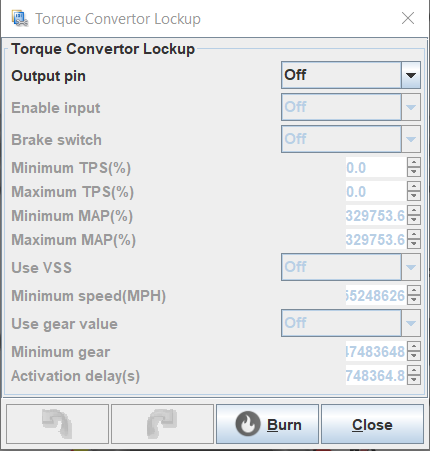 Torque Convertor Lockup
Torque Convertor Lockup
Output pin Off
Enable input Off
Brake switch Off
Minimum TPS(%) 0.0
Maximum TPS(%) 0.0
Minimum MAP(%) 329753.6
Maximum MAP(%) 329753.6
Use VSS Off
Minimum speed(MPH) 55248626
Use gear value Off
Minimum gear 47483648
Activation delay(s) 748364.8
Burn Close